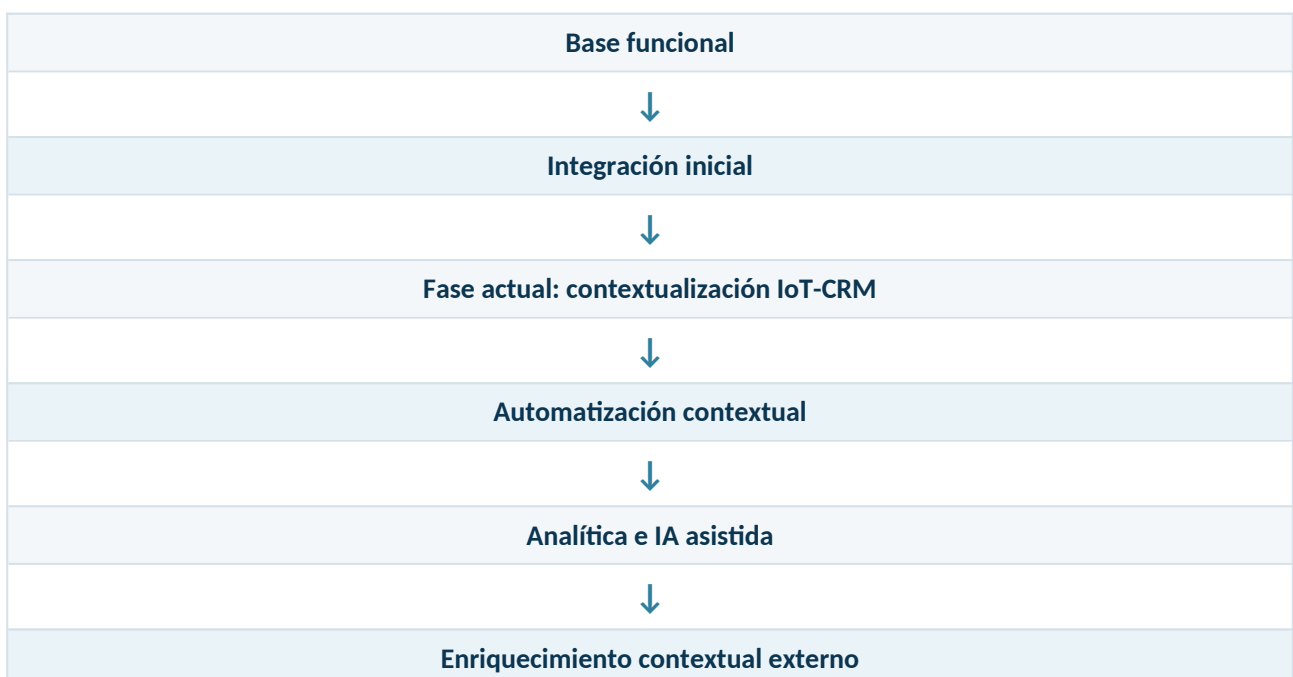 Base funcional
↓
Integración inicial
↓
Fase actual: contextualización IoT-CRM
↓
Automatización contextual
↓
Analítica e IA asistida
↓
Enriquecimiento contextual externo